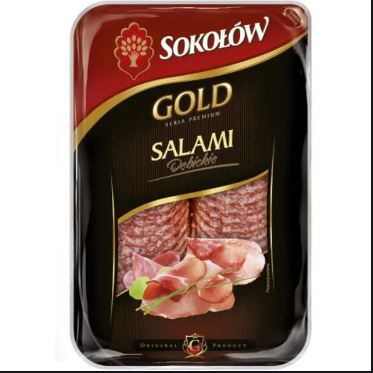 SOKOŁÓW
GOLD
SERIA PREMIUM
SALAMI
Dębickie
ORIGINAL G PRODUCT